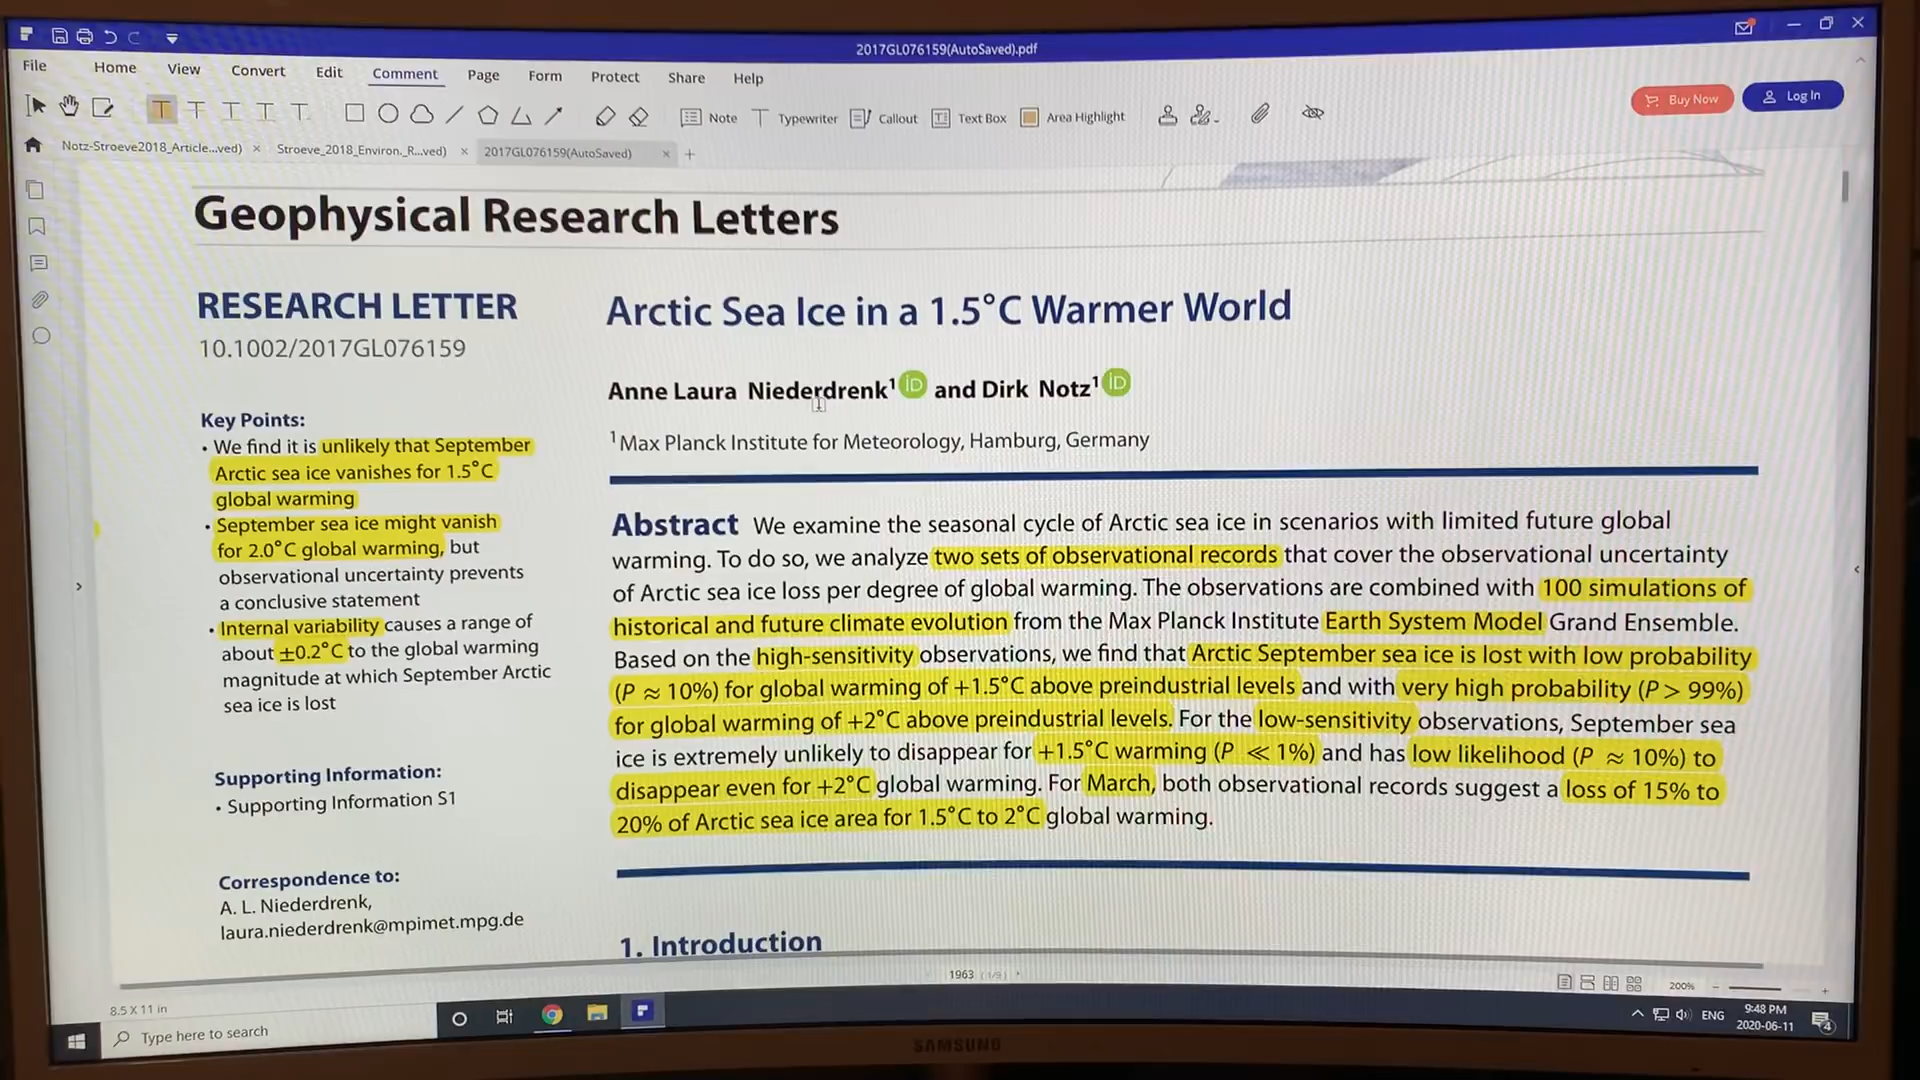 2017GL076159(AutoSaved).pdf
File Home View Convert Edit Comment Page Form Protect Share Help
Note Typewriter Callout Text Box Area Highlight
Buy Now Log In
Notz-Stroeve2018_Article...ved) × Stroeve_2018_Environ._R...ved) × 2017GL076159(AutoSaved) × +
Geophysical Research Letters
RESEARCH LETTER
10.1002/2017GL076159
Key Points:
• We find it is unlikely that September
Arctic sea ice vanishes for 1.5°C
global warming
• September sea ice might vanish
for 2.0°C global warming, but
observational uncertainty prevents
a conclusive statement
• Internal variability causes a range of
about ±0.2°C to the global warming
magnitude at which September Arctic
sea ice is lost
Supporting Information:
• Supporting Information S1
Correspondence to:
A. L. Niederdrenk,
laura.niederdrenk@mpimet.mpg.de
Arctic Sea Ice in a 1.5°C Warmer World
Anne Laura Niederdrenk¹ iD and Dirk Notz¹ iD
¹Max Planck Institute for Meteorology, Hamburg, Germany
Abstract We examine the seasonal cycle of Arctic sea ice in scenarios with limited future global
warming. To do so, we analyze two sets of observational records that cover the observational uncertainty
of Arctic sea ice loss per degree of global warming. The observations are combined with 100 simulations of
historical and future climate evolution from the Max Planck Institute Earth System Model Grand Ensemble.
Based on the high-sensitivity observations, we find that Arctic September sea ice is lost with low probability
(P ≈ 10%) for global warming of +1.5°C above preindustrial levels and with very high probability (P > 99%)
for global warming of +2°C above preindustrial levels. For the low-sensitivity observations, September sea
ice is extremely unlikely to disappear for +1.5°C warming (P ≪ 1%) and has low likelihood (P ≈ 10%) to
disappear even for +2°C global warming. For March, both observational records suggest a loss of 15% to
20% of Arctic sea ice area for 1.5°C to 2°C global warming.
1. Introduction
1963 (1/9)
200%
8.5 X 11 in
Type here to search
ENG
9:48 PM
2020-06-11
4
SAMSUNG